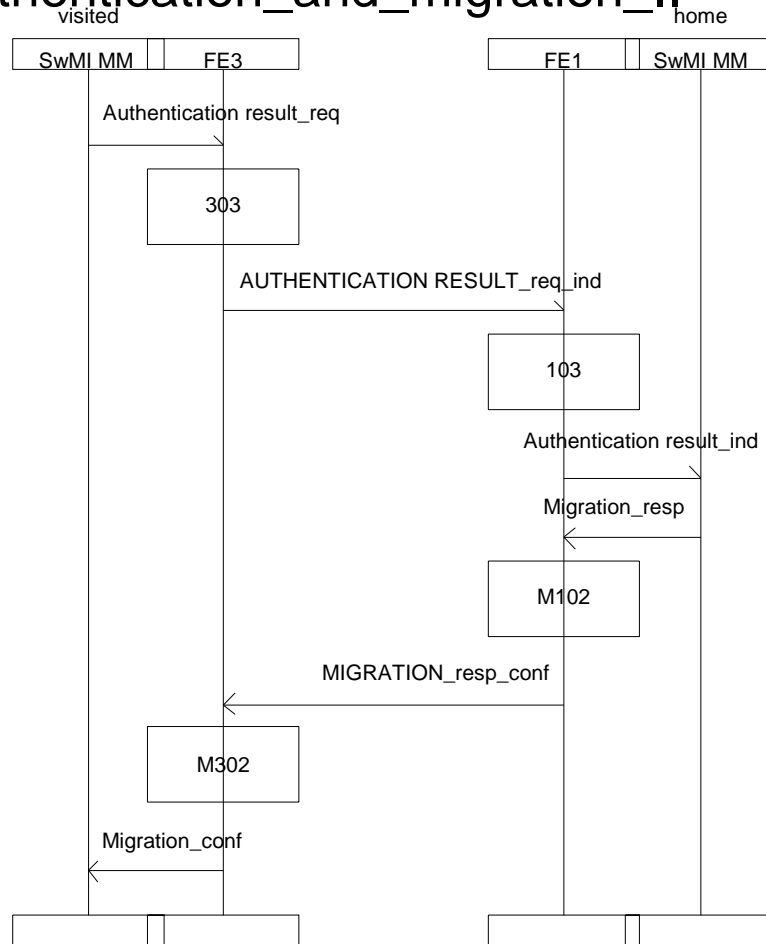 visited home
SwMI MM FE3 FE1 SwMI MM
Authentication result_req
303
AUTHENTICATION RESULT_req_ind
103
Authentication result_ind
Migration_resp
M102
MIGRATION_resp_conf
M302
Migration_conf